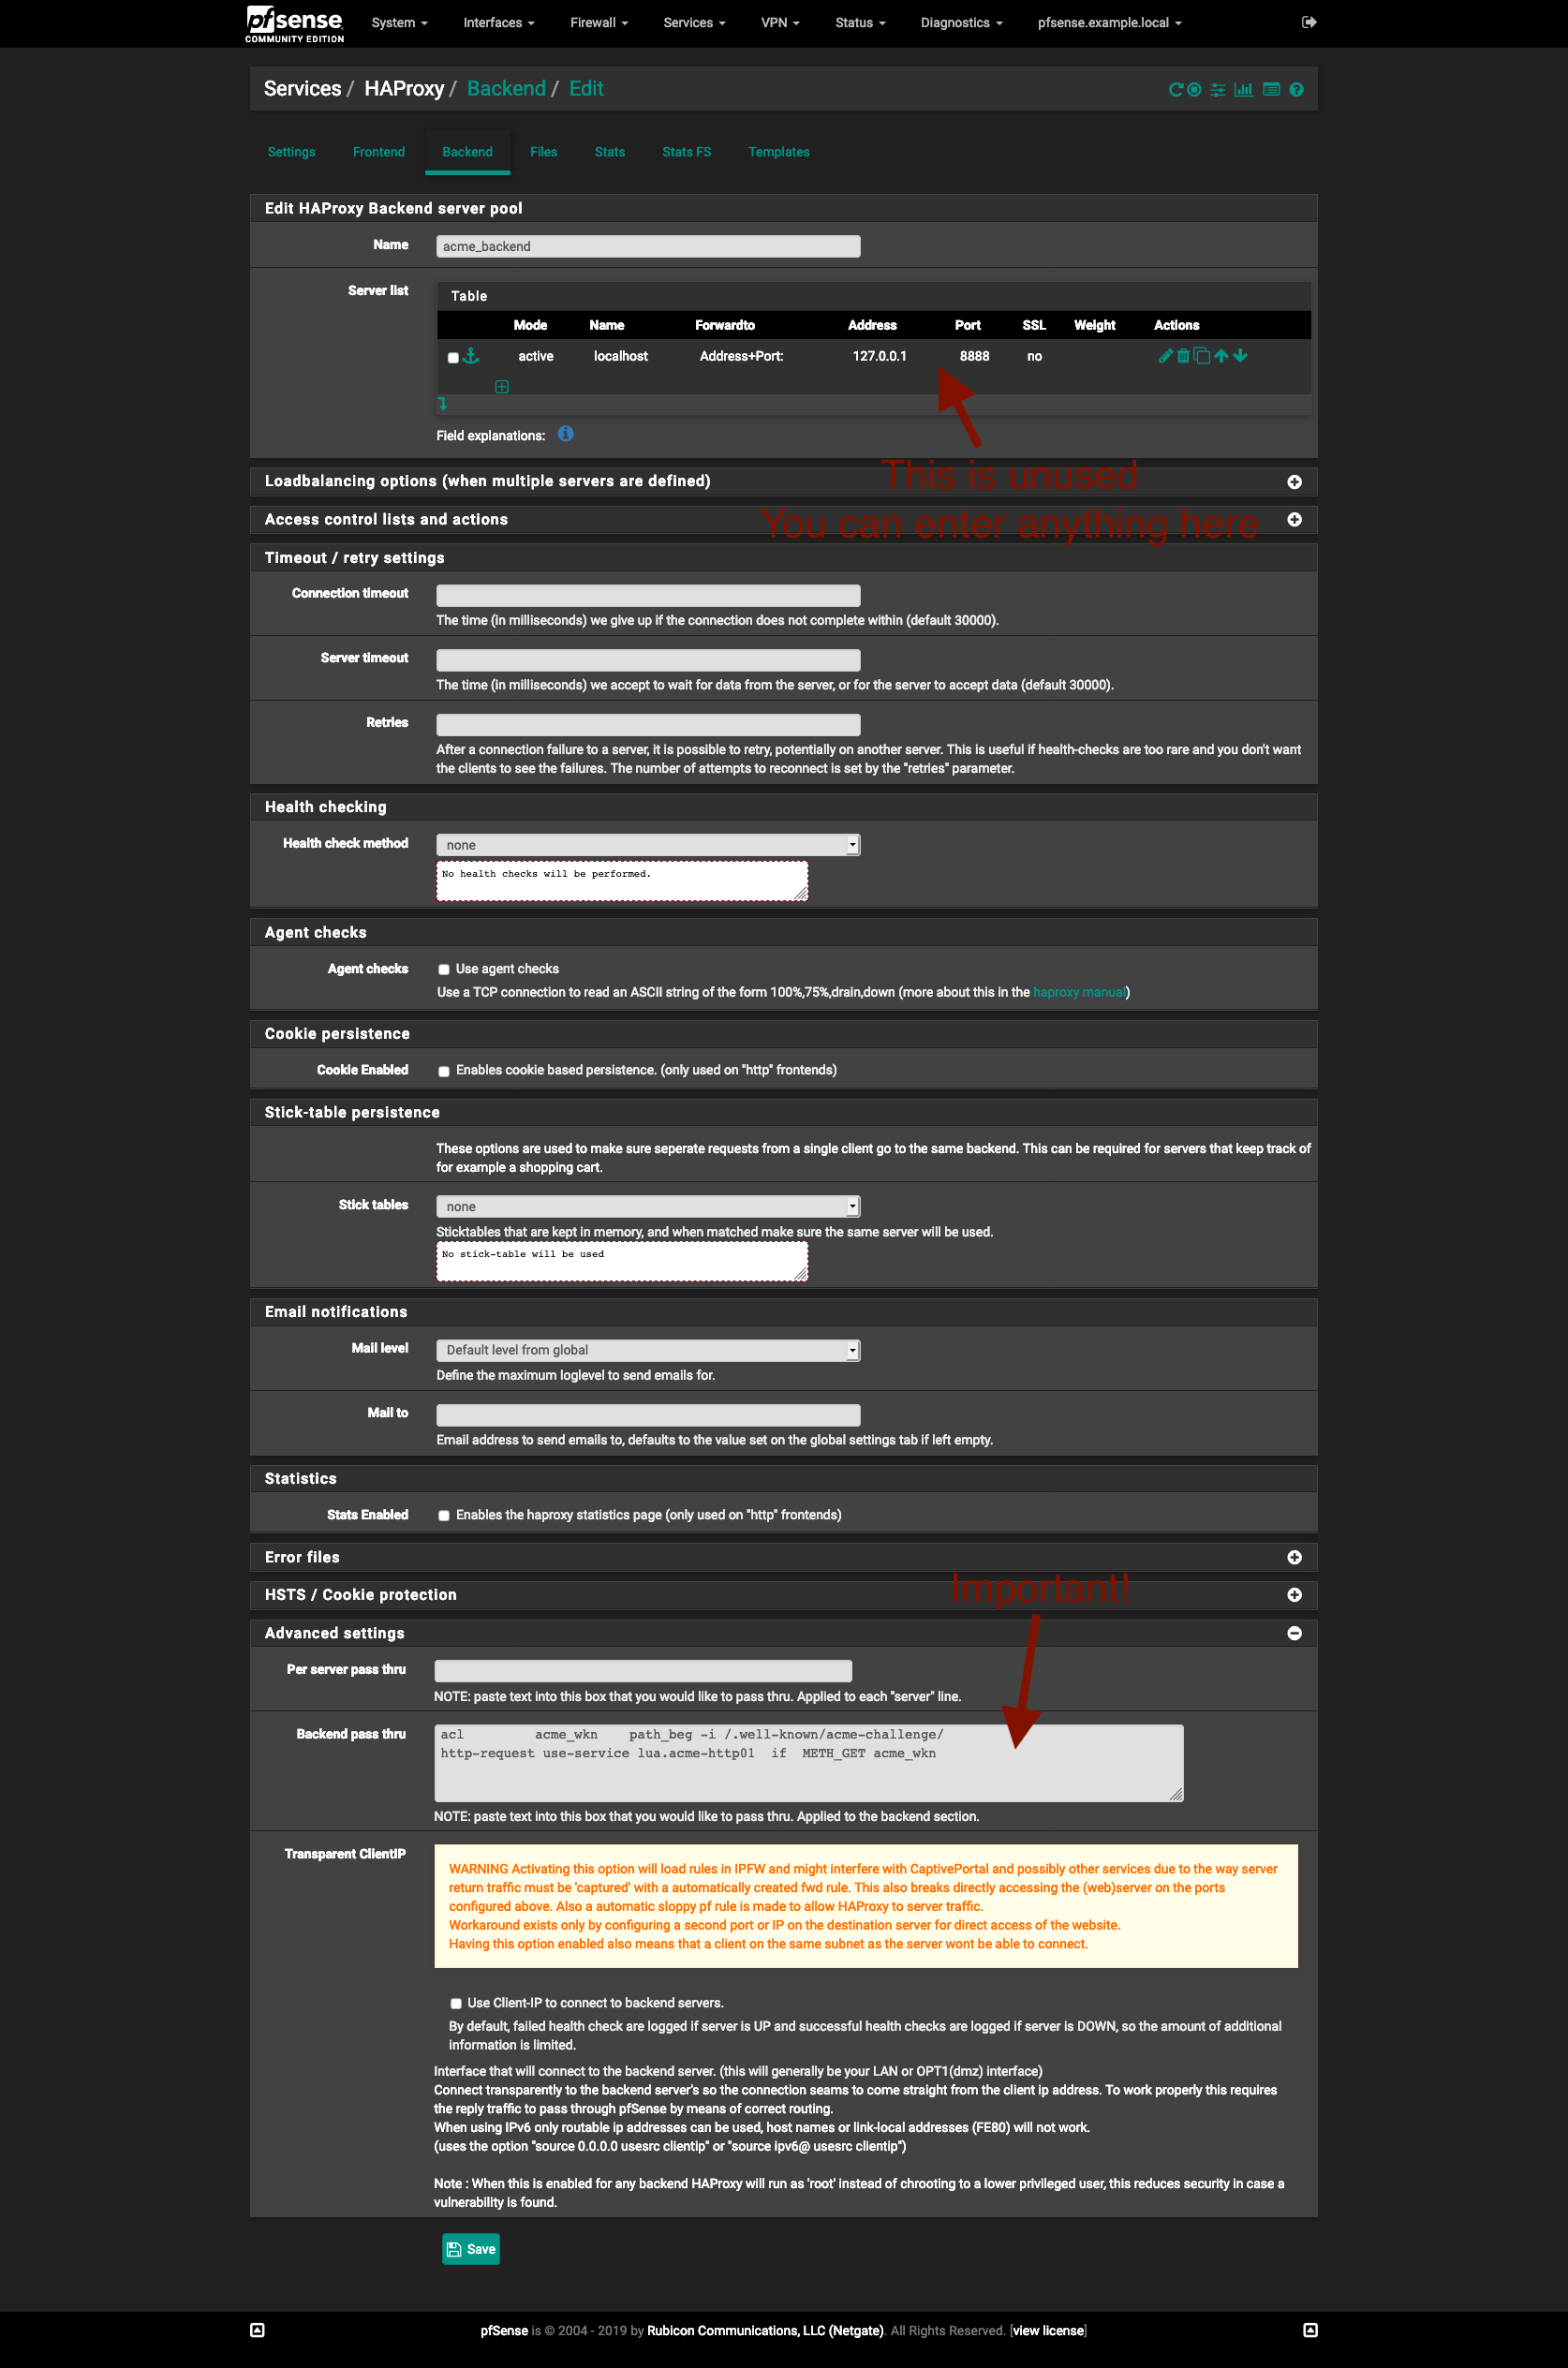 pfsense
COMMUNITY EDITION
System Interfaces Firewall Services VPN Status Diagnostics pfsense.example.local
Services / HAProxy / Backend / Edit
Settings Frontend Backend Files Stats Stats FS Templates
Edit HAProxy Backend server pool
Name acme_backend
Server list Table
Mode Name Forwardto Address Port SSL Weight Actions
active localhost Address+Port: 127.0.0.1 8888 no
Field explanations:
This is unused
Loadbalancing options (when multiple servers are defined)
You can enter anything here
Access control lists and actions
Timeout / retry settings
Connection timeout
The time (in milliseconds) we give up if the connection does not complete within (default 30000).
Server timeout
The time (in milliseconds) we accept to wait for data from the server, or for the server to accept data (default 30000).
Retries
After a connection failure to a server, it is possible to retry, potentially on another server. This is useful if health-checks are too rare and you don't want
the clients to see the failures. The number of attempts to reconnect is set by the "retries" parameter.
Health checking
Health check method none
No health checks will be performed.
Agent checks
Agent checks Use agent checks
Use a TCP connection to read an ASCII string of the form 100%,75%,drain,down (more about this in the haproxy manual)
Cookie persistence
Cookie Enabled Enables cookie based persistence. (only used on "http" frontends)
Stick-table persistence
These options are used to make sure seperate requests from a single client go to the same backend. This can be required for servers that keep track of
for example a shopping cart.
Stick tables none
Sticktables that are kept in memory, and when matched make sure the same server will be used.
No stick-table will be used
Email notifications
Mail level Default level from global
Define the maximum loglevel to send emails for.
Mail to
Email address to send emails to, defaults to the value set on the global settings tab if left empty.
Statistics
Stats Enabled Enables the haproxy statistics page (only used on "http" frontends)
Error files
Important!
HSTS / Cookie protection
Advanced settings
Per server pass thru
NOTE: paste text into this box that you would like to pass thru. Applied to each "server" line.
Backend pass thru acl acme_wkn path_beg -i /.well-known/acme-challenge/
http-request use-service lua.acme-http01 if METH_GET acme_wkn
NOTE: paste text into this box that you would like to pass thru. Applied to the backend section.
Transparent ClientIP
WARNING Activating this option will load rules in IPFW and might interfere with CaptivePortal and possibly other services due to the way server
return traffic must be 'captured' with a automatically created fwd rule. This also breaks directly accessing the (web)server on the ports
configured above. Also a automatic sloppy pf rule is made to allow HAProxy to server traffic.
Workaround exists only by configuring a second port or IP on the destination server for direct access of the website.
Having this option enabled also means that a client on the same subnet as the server wont be able to connect.
Use Client-IP to connect to backend servers.
By default, failed health check are logged if server is UP and successful health checks are logged if server is DOWN, so the amount of additional
information is limited.
Interface that will connect to the backend server. (this will generally be your LAN or OPT1(dmz) interface)
Connect transparently to the backend server's so the connection seams to come straight from the client ip address. To work properly this requires
the reply traffic to pass through pfSense by means of correct routing.
When using IPv6 only routable ip addresses can be used, host names or link-local addresses (FE80) will not work.
(uses the option "source 0.0.0.0 usesrc clientip" or "source ipv6@ usesrc clientip")
Note : When this is enabled for any backend HAProxy will run as 'root' instead of chrooting to a lower privileged user, this reduces security in case a
vulnerability is found.
Save
pfSense is © 2004 - 2019 by Rubicon Communications, LLC (Netgate). All Rights Reserved. [view license]